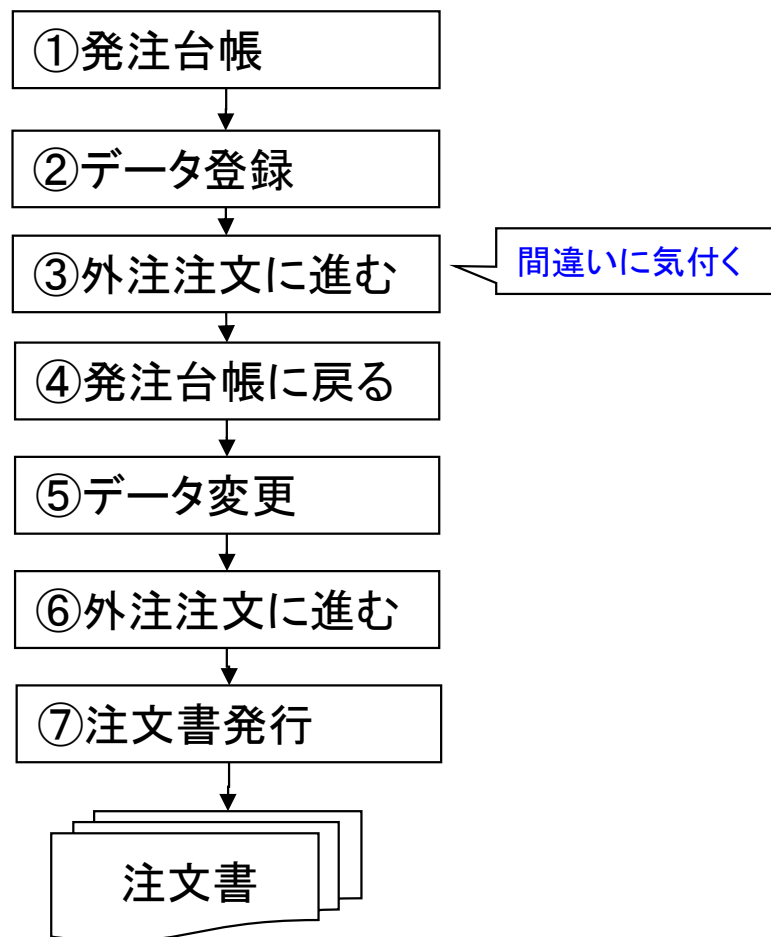 ①発注台帳
②データ登録
③外注注文に進む
間違いに気付く
④発注台帳に戻る
⑤データ変更
⑥外注注文に進む
⑦注文書発行
注文書